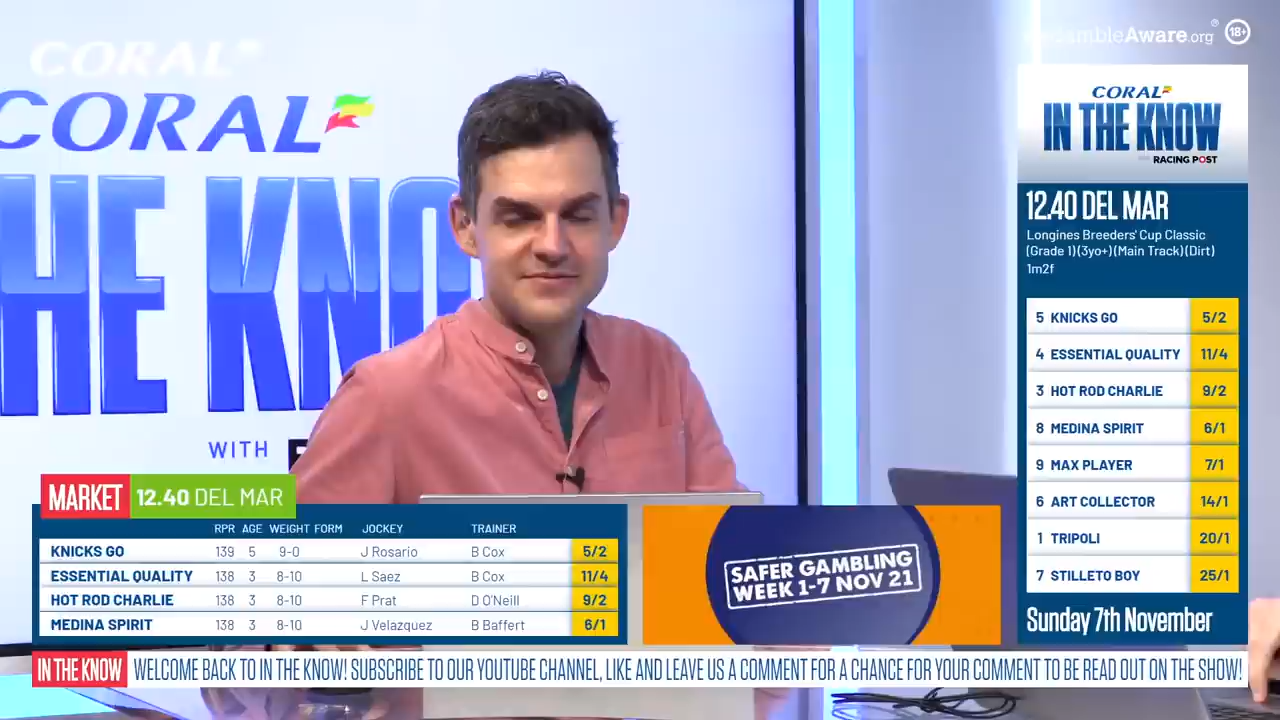 CORAL
CORAL
THE KNO
WITH
GambleAware.org
18+
CORAL
IN THE KNOW
RACING POST
12.40 DEL MAR
Longines Breeders' Cup Classic
(Grade 1)(3yo+)(Main Track)(Dirt)
1m2f
5 KNICKS GO 5/2
4 ESSENTIAL QUALITY 11/4
3 HOT ROD CHARLIE 9/2
8 MEDINA SPIRIT 6/1
9 MAX PLAYER 7/1
6 ART COLLECTOR 14/1
1 TRIPOLI 20/1
7 STILLETO BOY 25/1
Sunday 7th November
MARKET 12.40 DEL MAR
RPR AGE WEIGHT FORM JOCKEY TRAINER
KNICKS GO 139 5 9-0 J Rosario B Cox 5/2
ESSENTIAL QUALITY 138 3 8-10 L Saez B Cox 11/4
HOT ROD CHARLIE 138 3 8-10 F Prat D O'Neill 9/2
MEDINA SPIRIT 138 3 8-10 J Velazquez B Baffert 6/1
SAFER GAMBLING
WEEK 1-7 NOV 21
IN THE KNOW WELCOME BACK TO IN THE KNOW! SUBSCRIBE TO OUR YOUTUBE CHANNEL, LIKE AND LEAVE US A COMMENT FOR A CHANCE FOR YOUR COMMENT TO BE READ OUT ON THE SHOW!